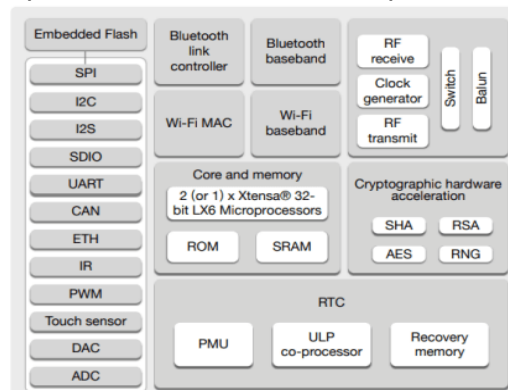 Embedded Flash
SPI
I2C
I2S
SDIO
UART
CAN
ETH
IR
PWM
Touch sensor
DAC
ADC
Bluetooth
link
controller
Bluetooth
baseband
Wi-Fi MAC
Wi-Fi
baseband
RF
receive
Clock
generator
RF
transmit
Switch
Balun
Core and memory
2 (or 1) x Xtensa® 32-
bit LX6 Microprocessors
ROM
SRAM
Cryptographic hardware
acceleration
SHA
RSA
AES
RNG
RTC
PMU
ULP
co-processor
Recovery
memory